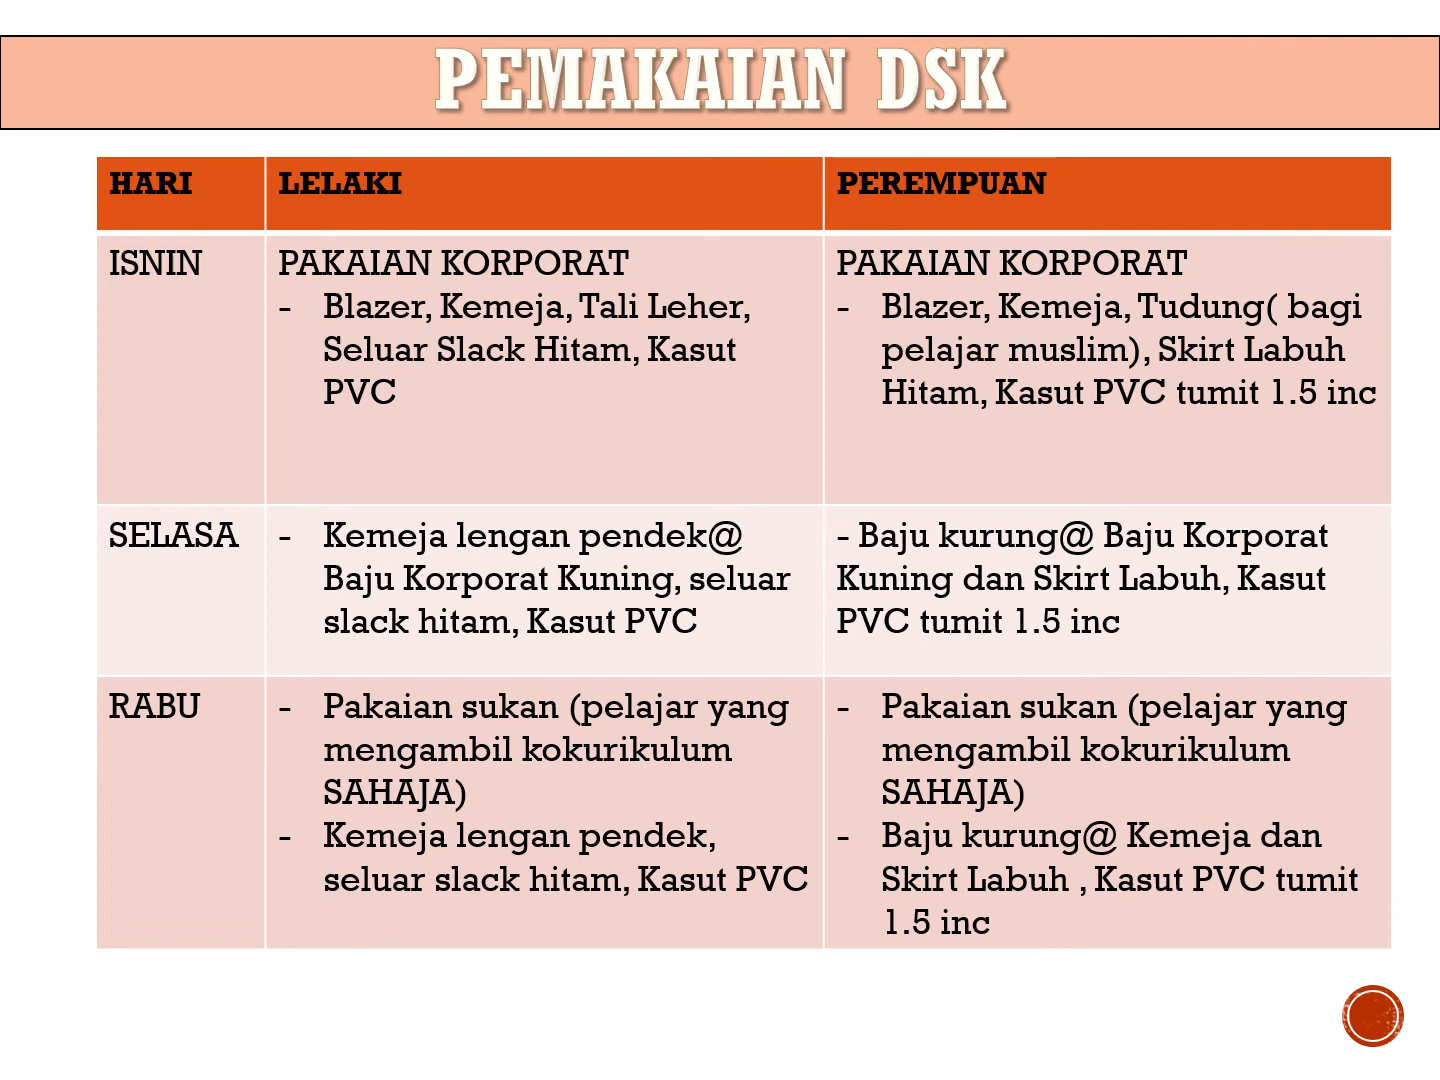 PEMAKAIAN DSK
HARI
LELAKI
PEREMPUAN
ISNIN
PAKAIAN KORPORAT
- Blazer, Kemeja, Tali Leher,
Seluar Slack Hitam, Kasut
PVC
PAKAIAN KORPORAT
- Blazer, Kemeja, Tudung( bagi
pelajar muslim), Skirt Labuh
Hitam, Kasut PVC tumit 1.5 inc
SELASA
- Kemeja lengan pendek@
Baju Korporat Kuning, seluar
slack hitam, Kasut PVC
- Baju kurung@ Baju Korporat
Kuning dan Skirt Labuh, Kasut
PVC tumit 1.5 inc
RABU
- Pakaian sukan (pelajar yang
mengambil kokurikulum
SAHAJA)
- Kemeja lengan pendek,
seluar slack hitam, Kasut PVC
- Pakaian sukan (pelajar yang
mengambil kokurikulum
SAHAJA)
- Baju kurung@ Kemeja dan
Skirt Labuh , Kasut PVC tumit
1.5 inc